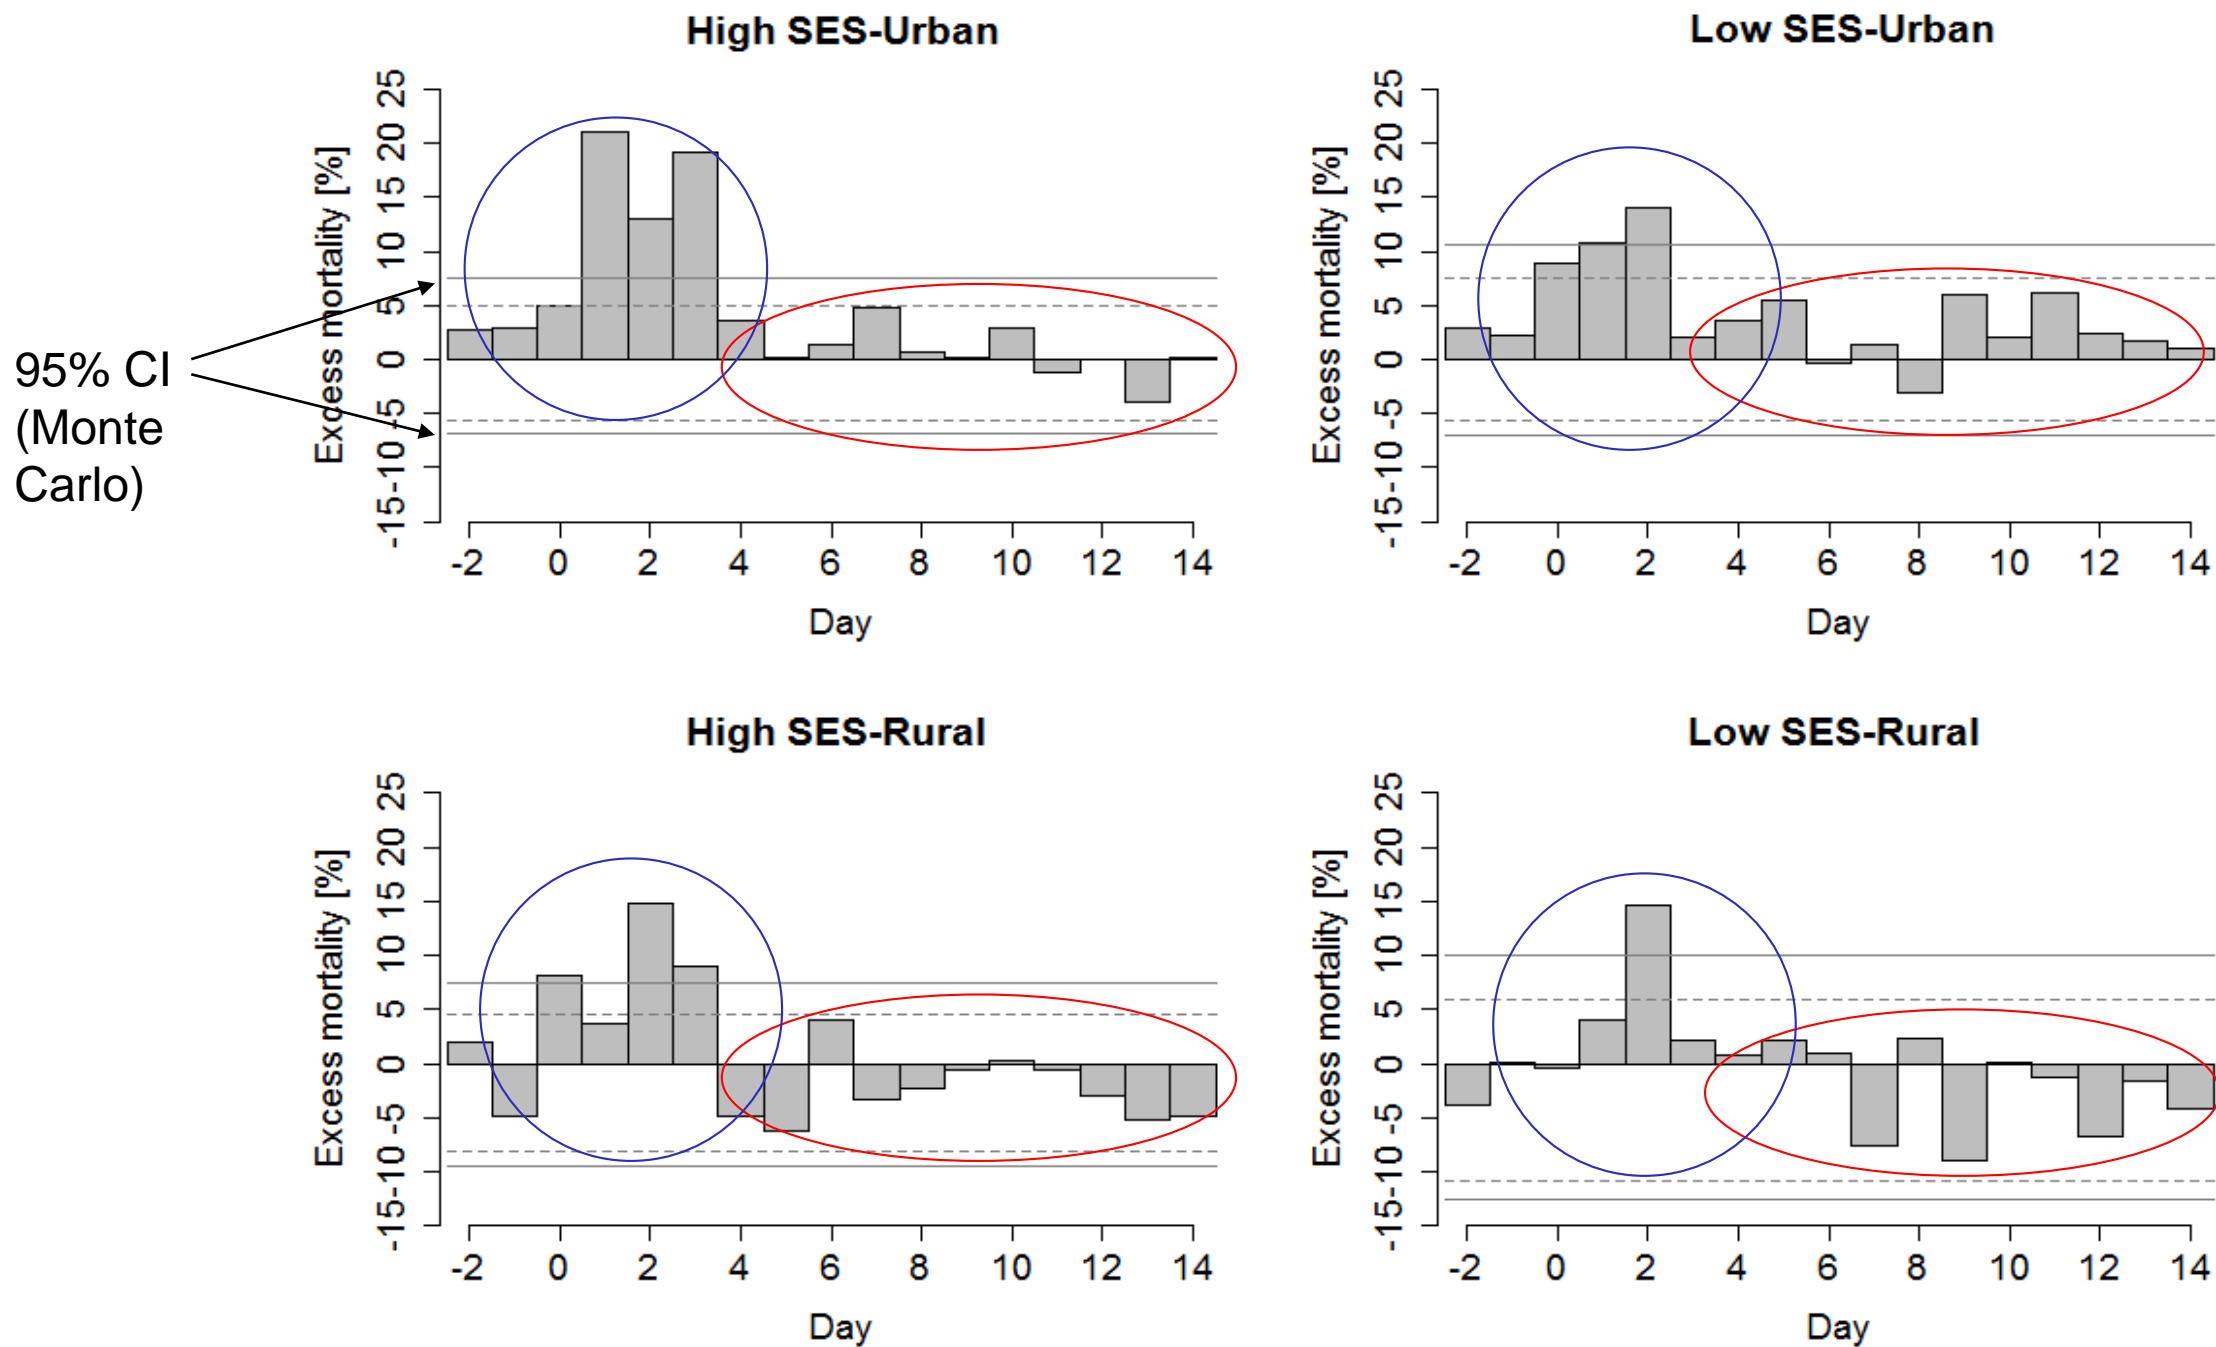 High SES-Urban
Excess mortality [%]
25
20
15
10
5
0
-5
-10
-15
-2 0 2 4 6 8 10 12 14
Day
Low SES-Urban
Excess mortality [%]
25
20
15
10
5
0
-5
-10
-15
-2 0 2 4 6 8 10 12 14
Day
95% CI
(Monte
Carlo)
High SES-Rural
Excess mortality [%]
25
20
15
10
5
0
-5
-10
-15
-2 0 2 4 6 8 10 12 14
Day
Low SES-Rural
Excess mortality [%]
25
20
15
10
5
0
-5
-10
-15
-2 0 2 4 6 8 10 12 14
Day